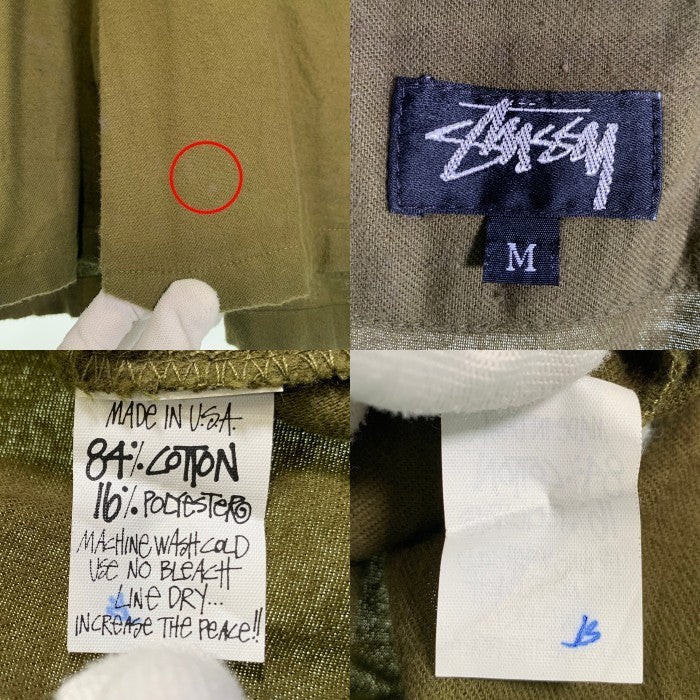 Stüssy
M
MADE IN U.S.A.
84% COTTON
16% POLYESTER
MACHINE WASH COLD
USE NO BLEACH
LINE DRY...
INCREASE THE PEACE!!